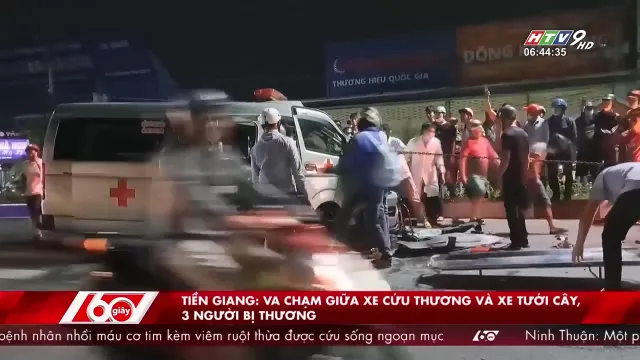 HTV9 HD
06:44:35
THƯƠNG HIỆU QUỐC GIA
ĐỘNG
60 giây
TIỀN GIANG: VA CHẠM GIỮA XE CỨU THƯƠNG VÀ XE TƯỚI CÂY,
3 NGƯỜI BỊ THƯƠNG
bệnh nhân nhồi máu cơ tim kèm viêm ruột thừa được cứu sống ngoạn mục
60
Ninh Thuận: Một p